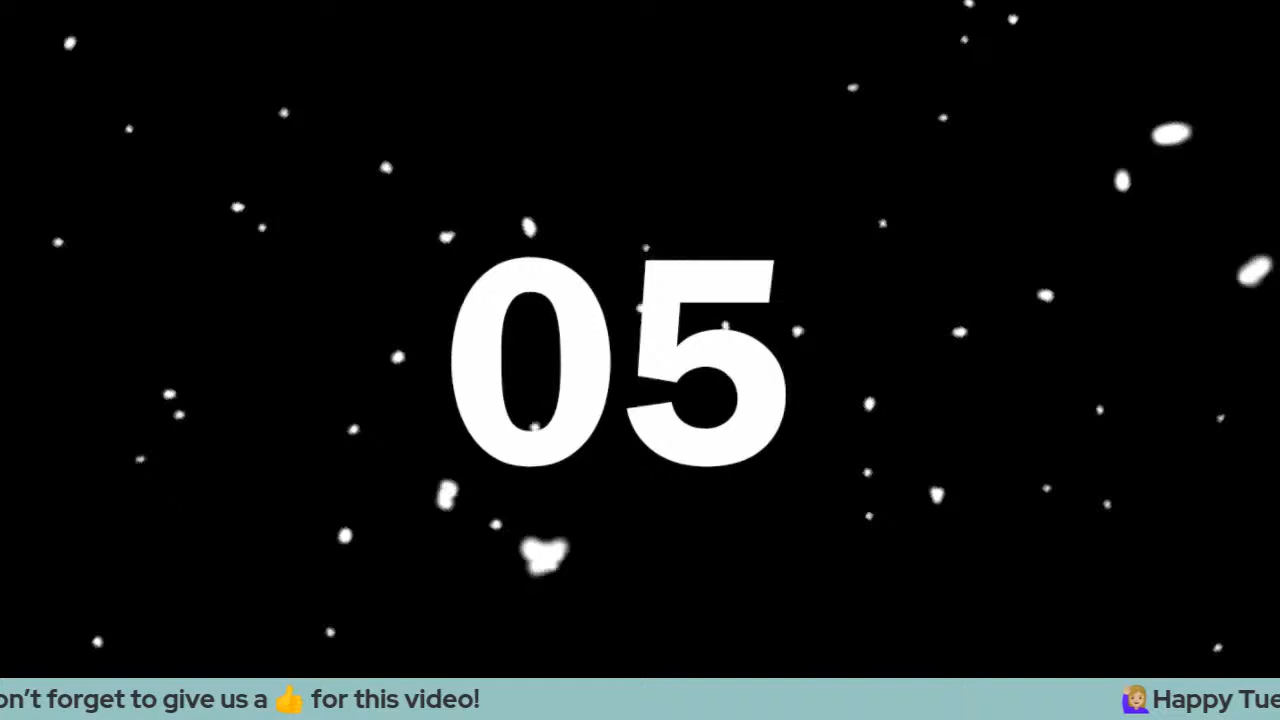 05
on’t forget to give us a 👍 for this video! 🙋🏼‍♀️Happy Tue